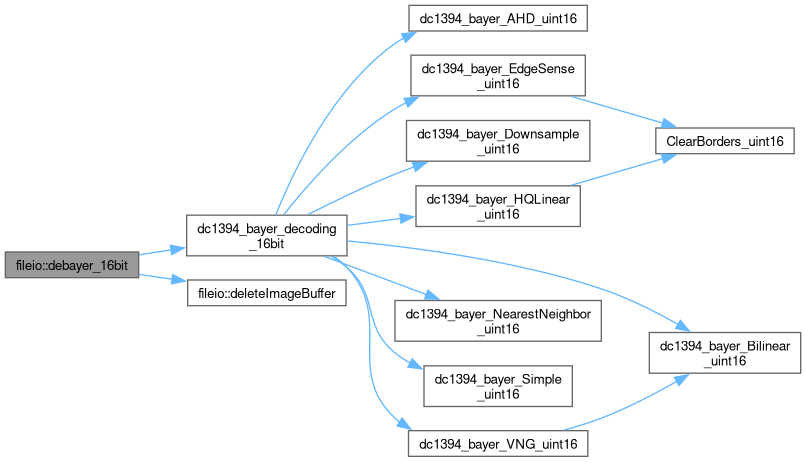 dc1394_bayer_AHD_uint16
dc1394_bayer_EdgeSense
_uint16
dc1394_bayer_Downsample
_uint16
ClearBorders_uint16
dc1394_bayer_HQLinear
_uint16
dc1394_bayer_decoding
_16bit
fileio::debayer_16bit
fileio::deleteImageBuffer
dc1394_bayer_NearestNeighbor
_uint16
dc1394_bayer_Bilinear
_uint16
dc1394_bayer_Simple
_uint16
dc1394_bayer_VNG_uint16